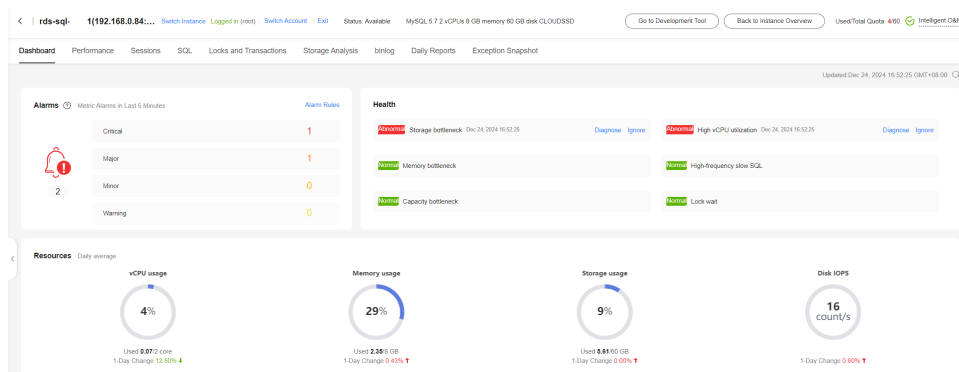 rds-sql- 1(192.168.0.84:... Switch Instance Logged in (root) Switch Account Exit Status: Available MySQL 5.7 2 vCPUs 8 GB memory 60 GB disk CLOUDSSD Go to Development Tool Back to Instance Overview Used/Total Quota: 4/60 Intelligent O&M
Dashboard Performance Sessions SQL Locks and Transactions Storage Analysis binlog Daily Reports Exception Snapshot
Updated:Dec 24, 2024 16:52:25 GMT+08:00
Alarms Metric Alarms in Last 5 Minutes Alarm Rules
2
Critical 1
Major 1
Minor 0
Warning 0
Health
Abnormal Storage bottleneck Dec 24, 2024 16:52:25 Diagnose Ignore
Abnormal High vCPU utilization Dec 24, 2024 16:52:25 Diagnose Ignore
Normal Memory bottleneck
Normal High-frequency slow SQL
Normal Capacity bottleneck
Normal Lock wait
Resources Daily average
vCPU usage
4%
Used 0.07/2 core
1-Day Change 12.50%
Memory usage
29%
Used 2.35/8 GB
1-Day Change 0.43%
Storage usage
9%
Used 5.61/60 GB
1-Day Change 0.00%
Disk IOPS
16
count/s
1-Day Change 0.60%